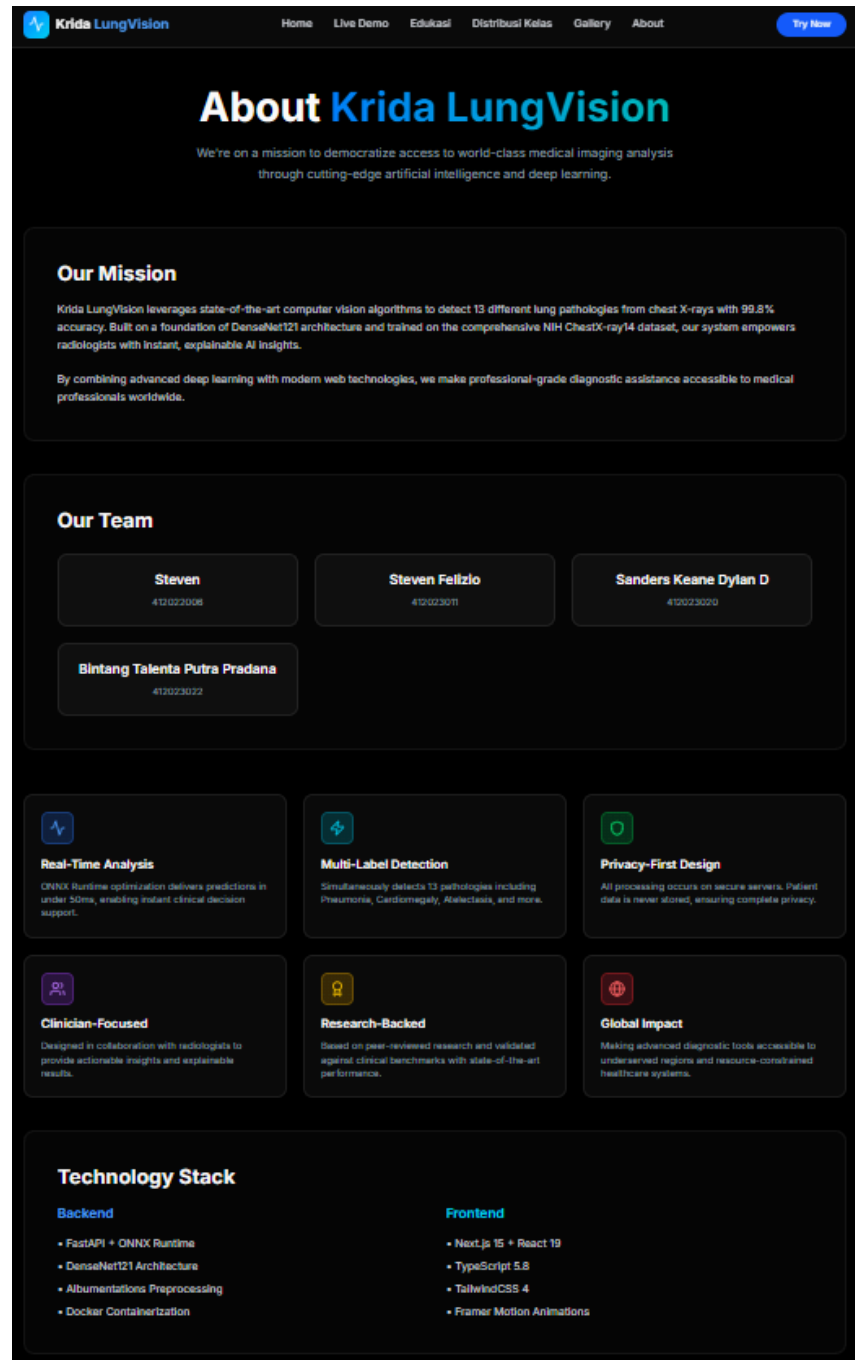 Krida LungVision
Home Live Demo Edukasi Distribusi Kelas Gallery About
Try Now
About Krida LungVision
We're on a mission to democratize access to world-class medical imaging analysis
through cutting-edge artificial intelligence and deep learning.
Our Mission
Krida LungVision leverages state-of-the-art computer vision algorithms to detect 13 different lung pathologies from chest X-rays with 99.8%
accuracy. Built on a foundation of DenseNet121 architecture and trained on the comprehensive NIH ChestX-ray14 dataset, our system empowers
radiologists with instant, explainable AI insights.
By combining advanced deep learning with modern web technologies, we make professional-grade diagnostic assistance accessible to medical
professionals worldwide.
Our Team
Steven
412022006
Steven Felizio
412023011
Sanders Keane Dylan D
412023020
Bintang Talenta Putra Pradana
412023022
Real-Time Analysis
ONNX Runtime optimization delivers predictions in
under 50ms, enabling instant clinical decision
support.
Multi-Label Detection
Simultaneously detects 13 pathologies including
Pneumonia, Cardiomegaly, Atelectasis, and more.
Privacy-First Design
All processing occurs on secure servers. Patient
data is never stored, ensuring complete privacy.
Clinician-Focused
Designed in collaboration with radiologists to
provide actionable insights and explainable
results.
Research-Backed
Based on peer-reviewed research and validated
against clinical benchmarks with state-of-the-art
performance.
Global Impact
Making advanced diagnostic tools accessible to
underserved regions and resource-constrained
healthcare systems.
Technology Stack
Backend
• FastAPI + ONNX Runtime
• DenseNet121 Architecture
• Albumentations Preprocessing
• Docker Containerization
Frontend
• Next.js 15 + React 19
• TypeScript 5.8
• TailwindCSS 4
• Framer Motion Animations